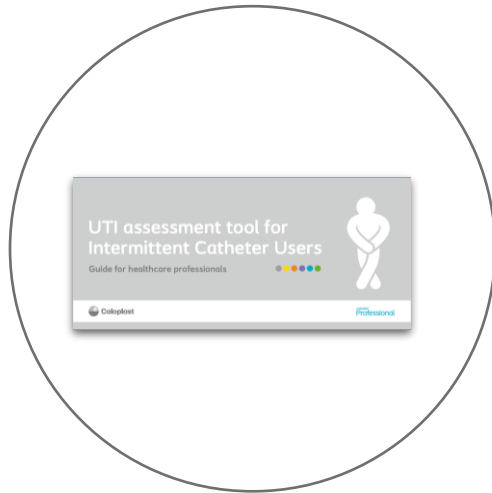 UTI assessment tool for
Intermittent Catheter Users
Guide for healthcare professionals
Coloplast
Professional